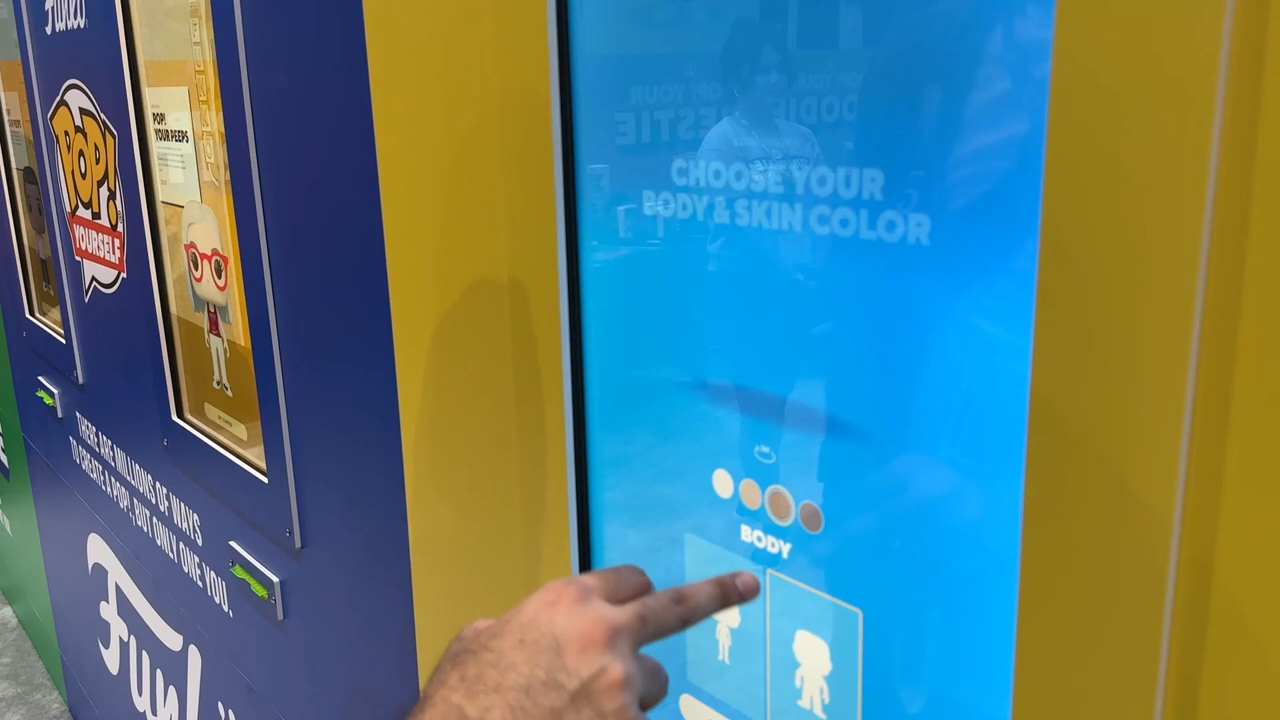 Funko
POP!
YOURSELF
POP!
YOUR PEEPS
THERE ARE MILLIONS OF WAYS
TO CREATE A POP!, BUT ONLY ONE YOU.
Funko
CHOOSE YOUR
BODY & SKIN COLOR
BODY